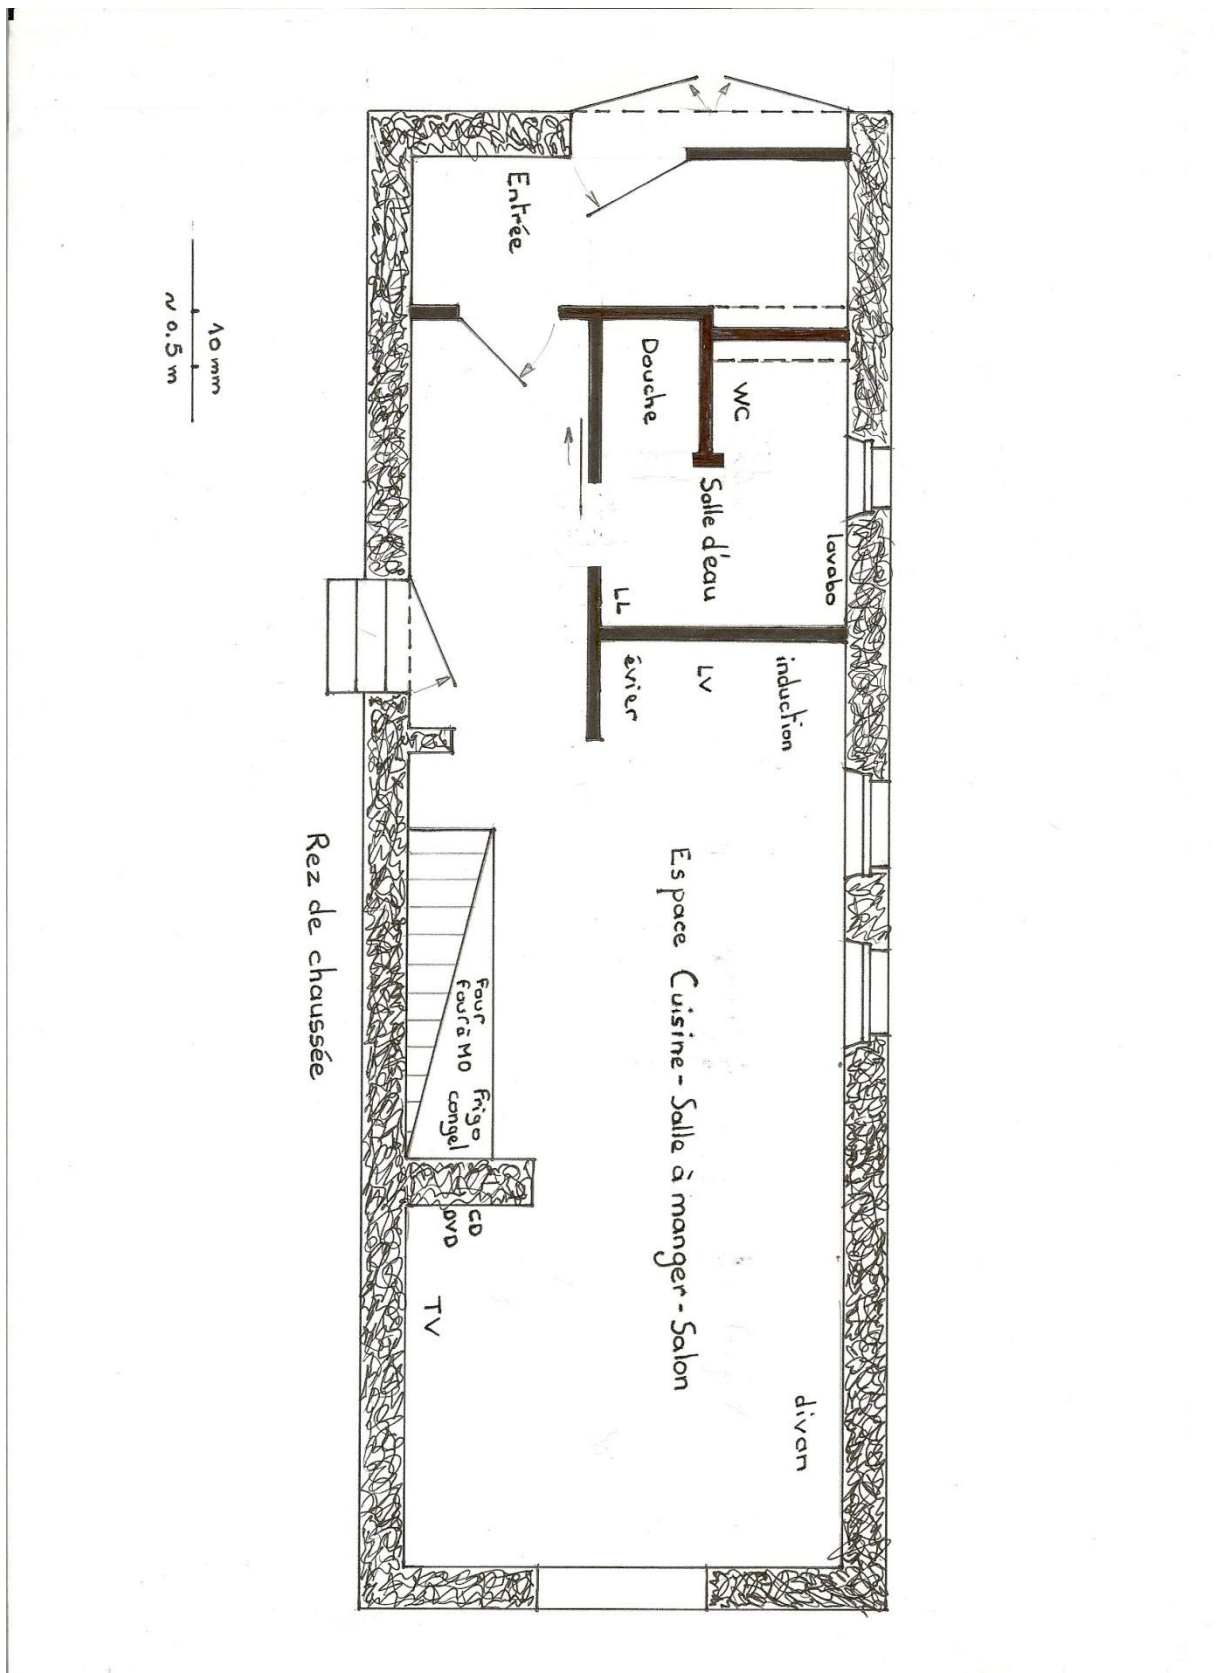 Entrée
Douche
WC
Salle d'eau
lavabo
LL
évier
LV
induction
Espace Cuisine - Salle à manger - Salon
Four
Four à MO
Frigo
congel
CD
DVD
TV
divan
10 mm
~ 0.5 m
Rez de chaussée